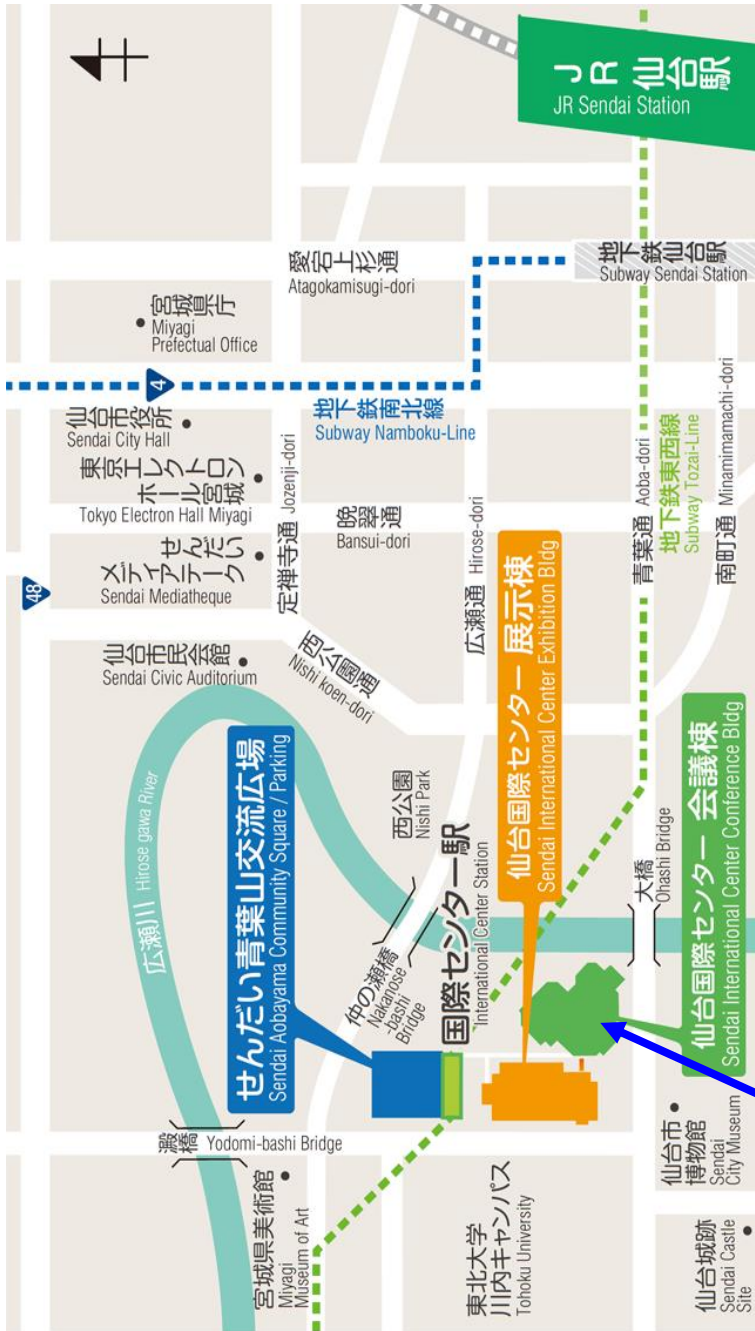 JR 仙台駅
JR Sendai Station
地下鉄仙台駅
Subway Sendai Station
愛宕上杉通
Atagokamisugi-dori
宮城県庁
Miyagi
Prefectual Office
4
地下鉄南北線
Subway Namboku-Line
仙台市役所
Sendai City Hall
東京エレクトロン
ホール宮城
Tokyo Electron Hall Miyagi
せんだい
メディアテーク
Sendai Mediatheque
48
定禅寺通 Jozenji-dori
晩翠通
Bansui-dori
広瀬通 Hirose-dori
青葉通 Aoba-dori
地下鉄東西線
Subway Tozai-Line
南町通 Minamimamachi-dori
仙台市民会館
Sendai Civic Auditorium
西公園通
Nishi koen-dori
広瀬川 Hirose gawa River
西公園
Nishi Park
仲の瀬橋
Nakanose
-bashi
Bridge
大橋
Ohashi Bridge
せんだい青葉山交流広場
Sendai Aobayama Community Square / Parking
国際センター駅
International Center Station
仙台国際センター 展示棟
Sendai International Center Exhibition Bldg
仙台国際センター 会議棟
Sendai International Center Conference Bldg
澱橋 Yodomi-bashi Bridge
宮城県美術館
Miyagi
Museum of Art
東北大学
川内キャンパス
Tohoku University
仙台市
博物館
Sendai
City Museum
仙台城跡
Sendai Castle
Site